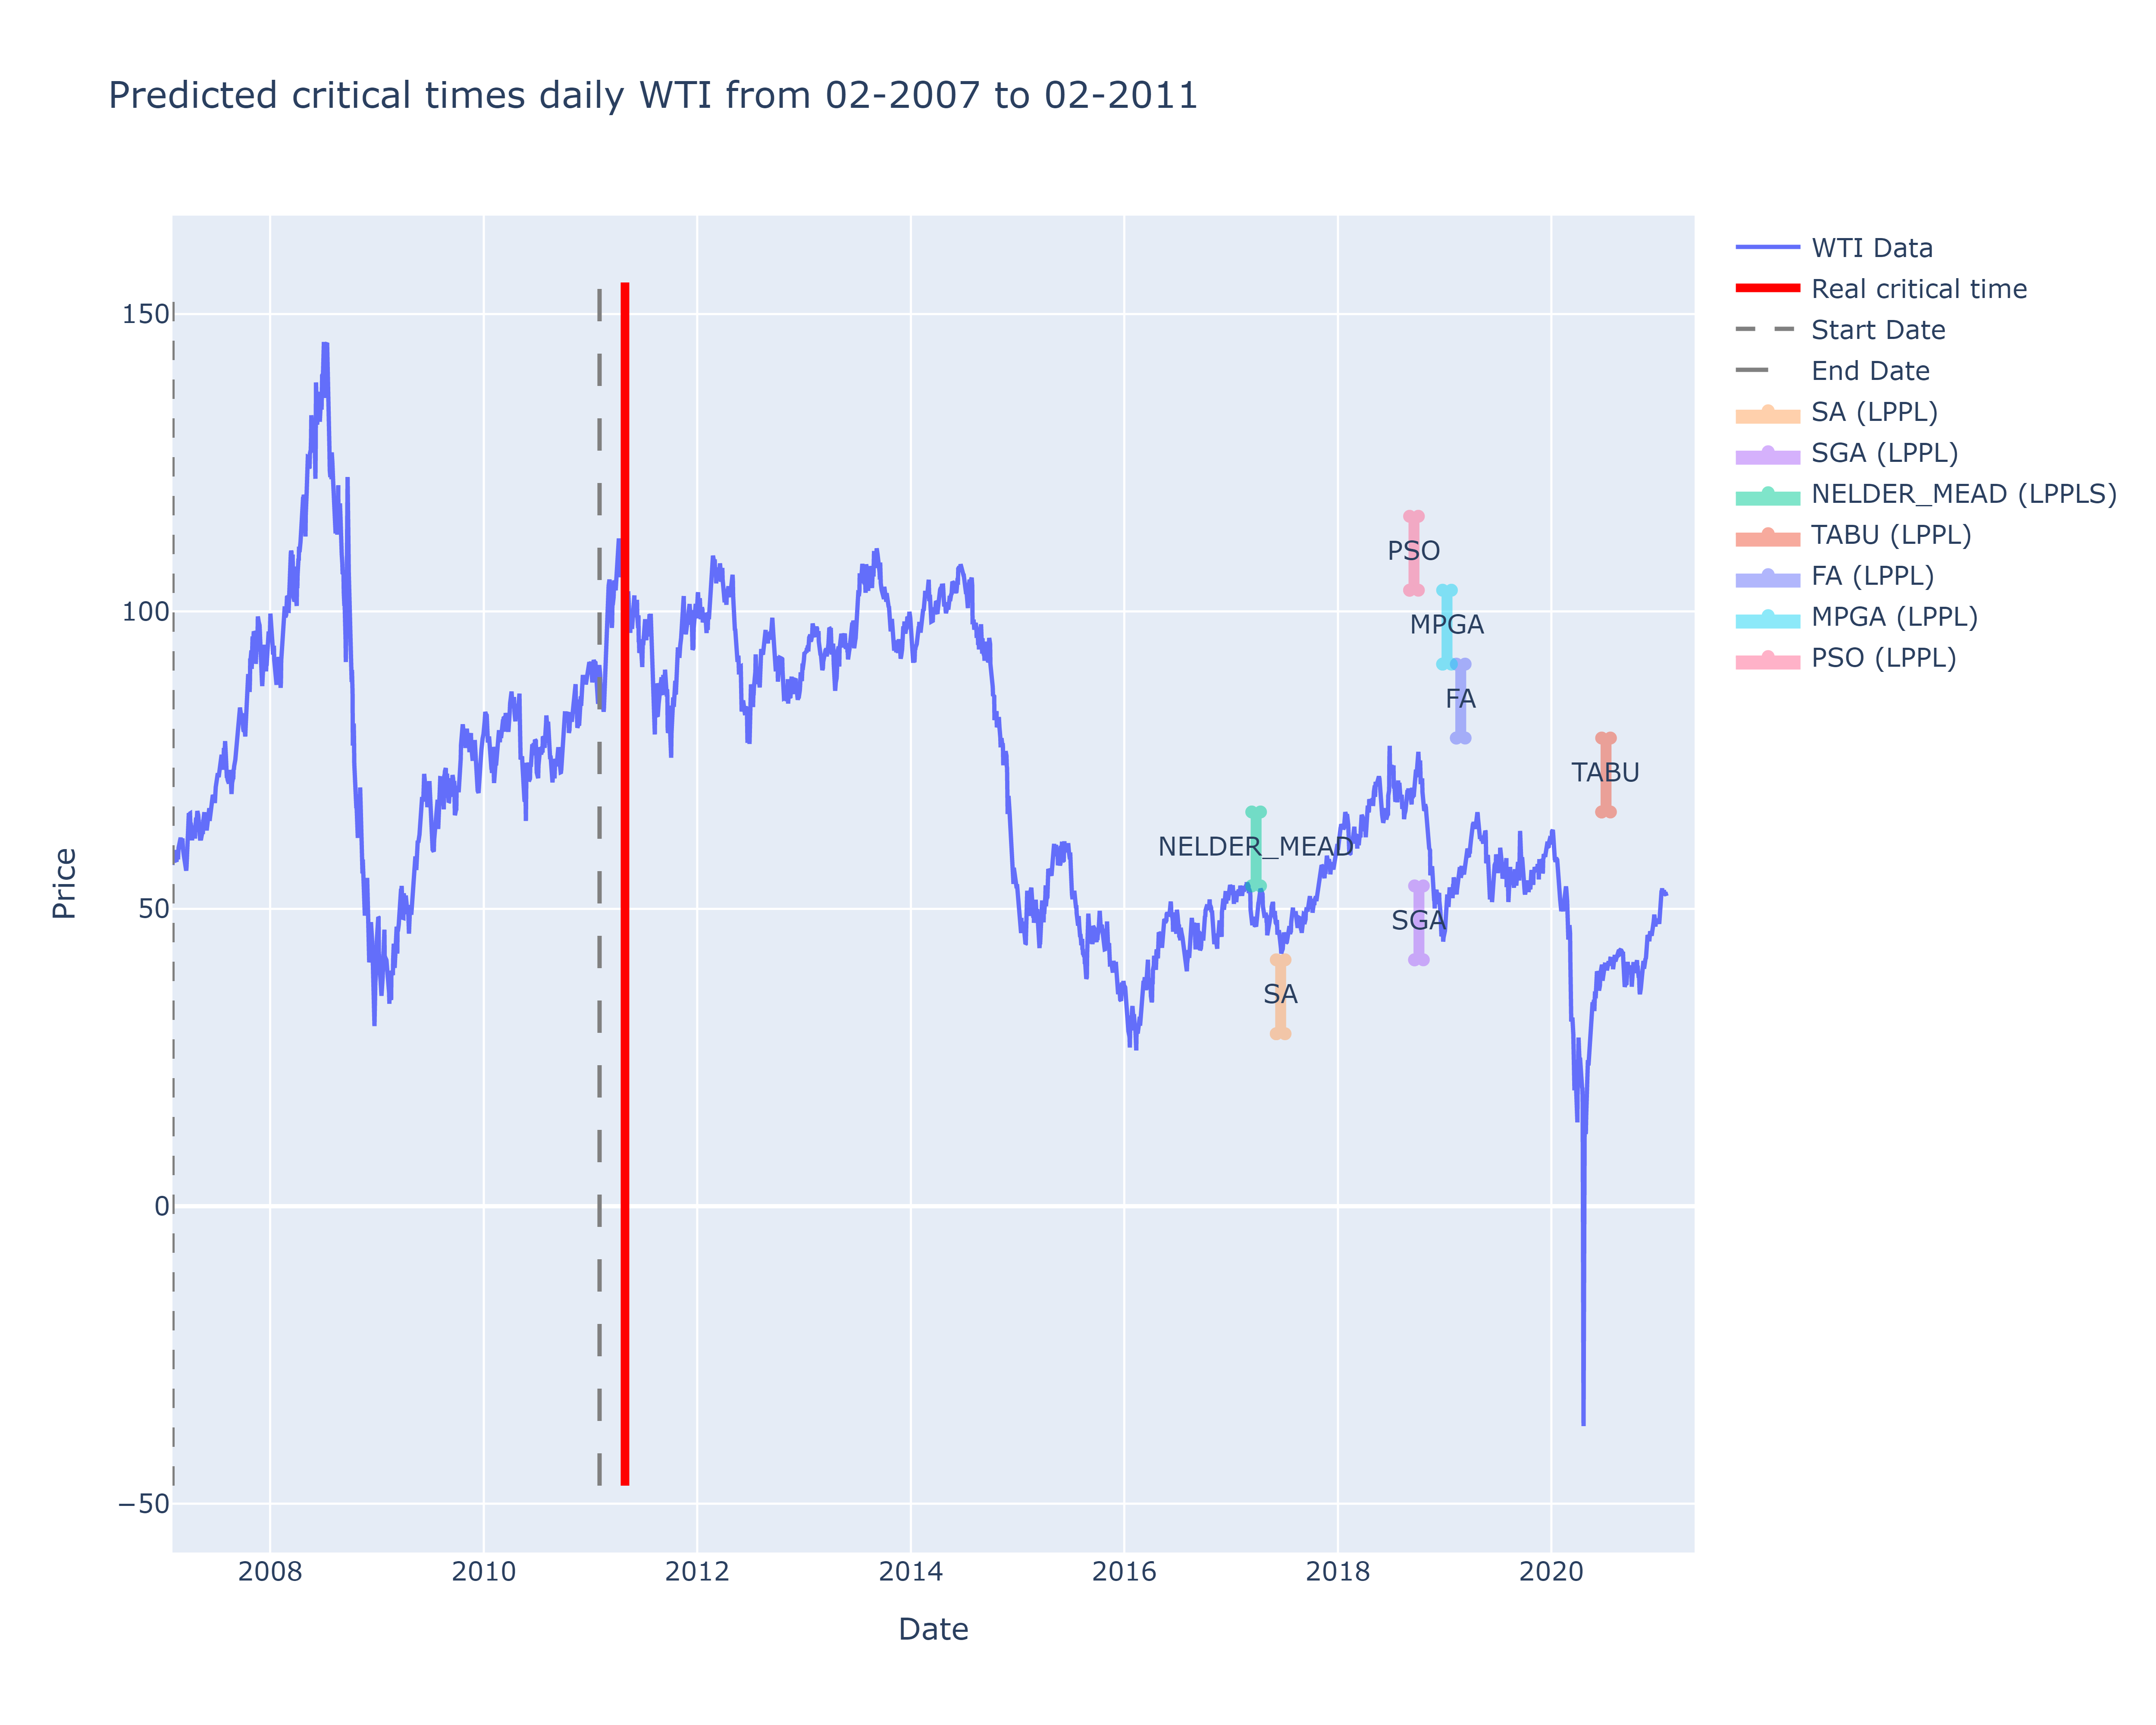 Predicted critical times daily WTI from 02-2007 to 02-2011
WTI Data
Real critical time
Start Date
End Date
SA (LPPL)
SGA (LPPL)
NELDER_MEAD (LPPLS)
TABU (LPPL)
FA (LPPL)
MPGA (LPPL)
PSO (LPPL)
150
100
50
0
−50
Price
PSO
MPGA
FA
TABU
NELDER_MEAD
SGA
SA
2008
2010
2012
2014
2016
2018
2020
Date